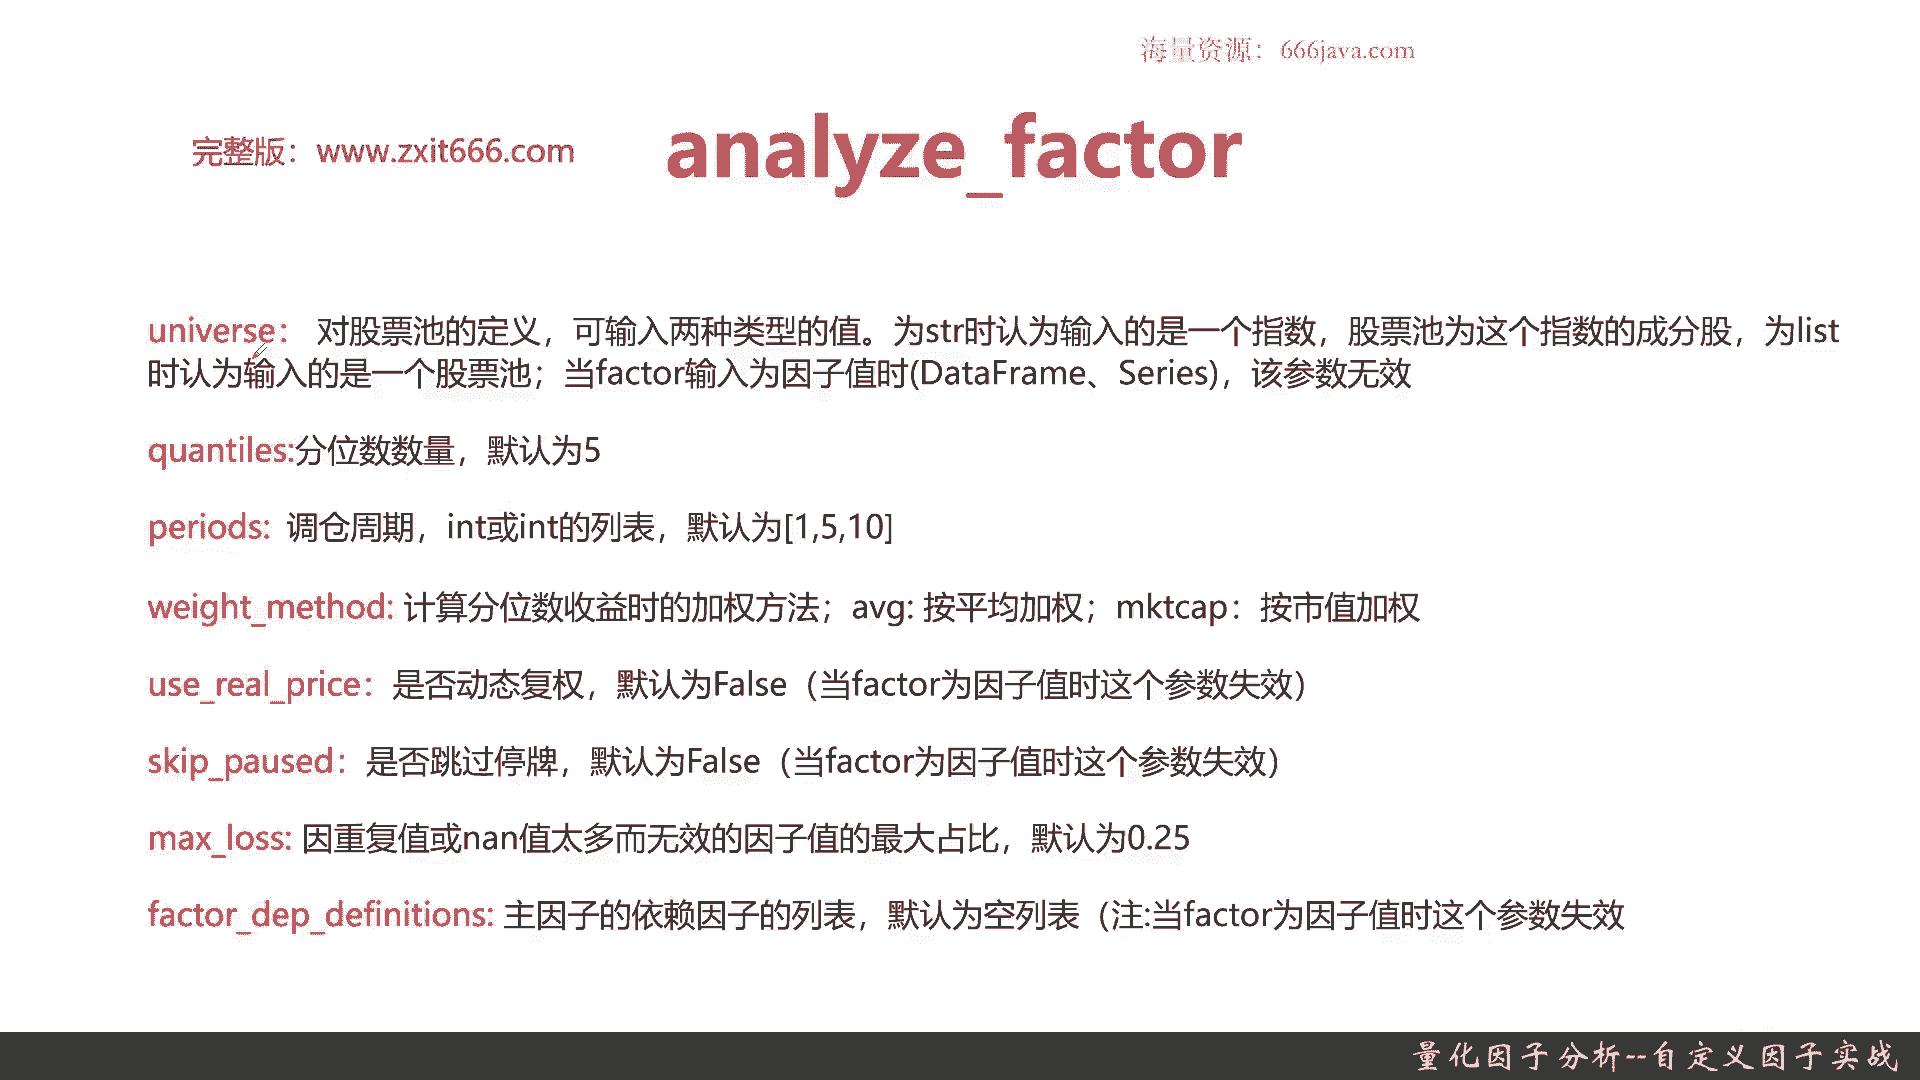 海量资源：666java.com
完整版：www.zxit666.com
analyze_factor
universe： 对股票池的定义，可输入两种类型的值。为str时认为输入的是一个指数，股票池为这个指数的成分股，为list
时认为输入的是一个股票池；当factor输入为因子值时(DataFrame、Series)，该参数无效
quantiles:分位数数量，默认为5
periods: 调仓周期，int或int的列表，默认为[1,5,10]
weight_method: 计算分位数收益时的加权方法；avg: 按平均加权；mktcap：按市值加权
use_real_price：是否动态复权，默认为False（当factor为因子值时这个参数失效）
skip_paused：是否跳过停牌，默认为False（当factor为因子值时这个参数失效）
max_loss: 因重复值或nan值太多而无效的因子值的最大占比，默认为0.25
factor_dep_definitions: 主因子的依赖因子的列表，默认为空列表（注:当factor为因子值时这个参数失效
量化因子分析--自定义因子实战